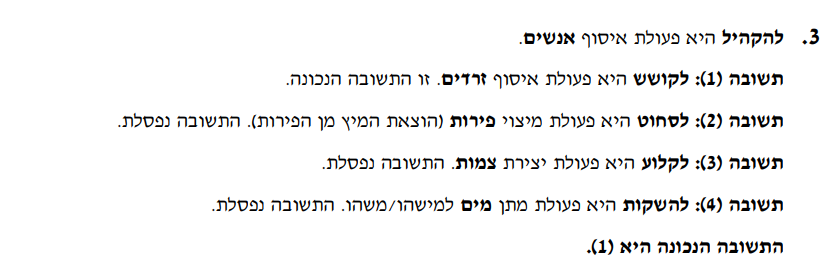 3. להקהיל היא פעולת איסוף אנשים.
תשובה (1): לקושש היא פעולת איסוף זרדים. זו התשובה הנכונה.
תשובה (2): לסחוט היא פעולת מיצוי פירות (הוצאת המיץ מן הפירות). התשובה נפסלת.
תשובה (3): לקלוע היא פעולת יצירת צמות. התשובה נפסלת.
תשובה (4): להשקות היא פעולת מתן מים למישהו/משהו. התשובה נפסלת.
התשובה הנכונה היא (1).